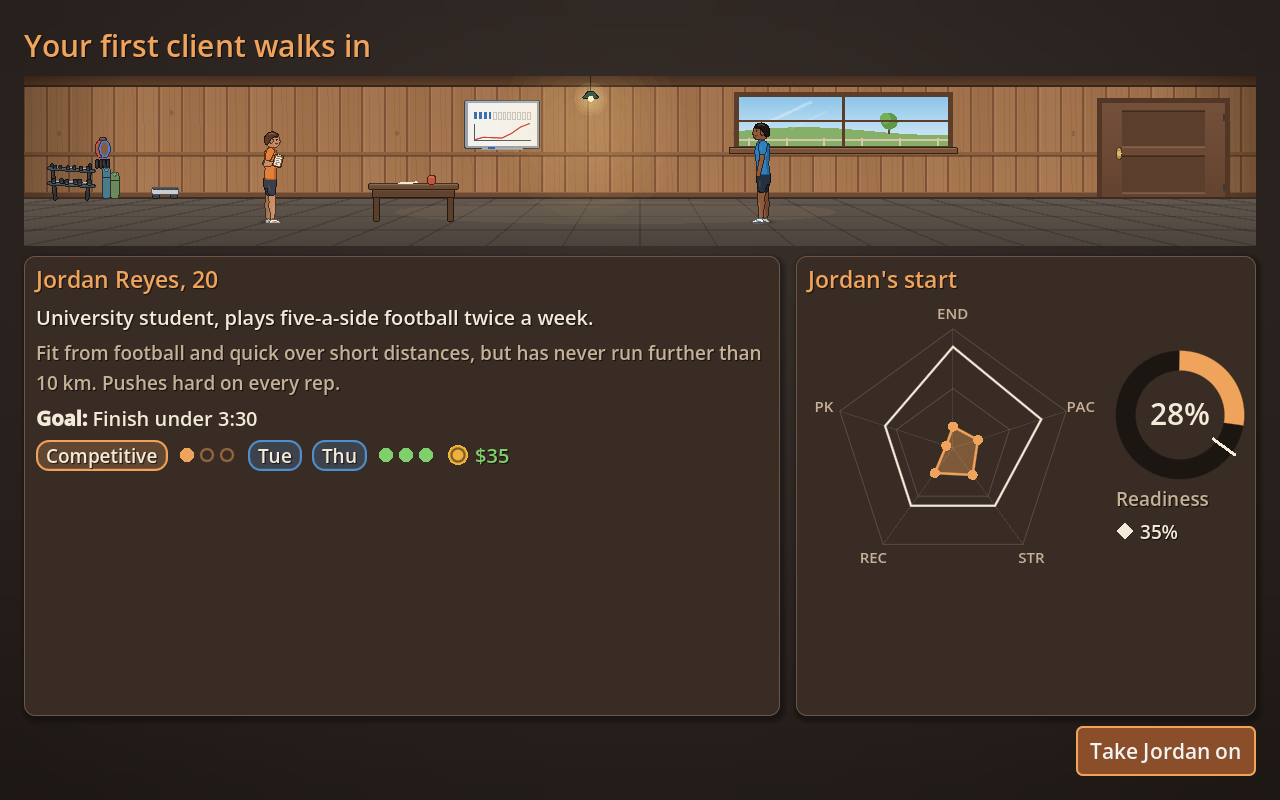 Your first client walks in
Jordan Reyes, 20
University student, plays five-a-side football twice a week.
Fit from football and quick over short distances, but has never run further than
10 km. Pushes hard on every rep.
Goal: Finish under 3:30
Competitive Tue Thu $35
Jordan's start
END
PK
PAC
REC
STR
28%
Readiness
35%
Take Jordan on